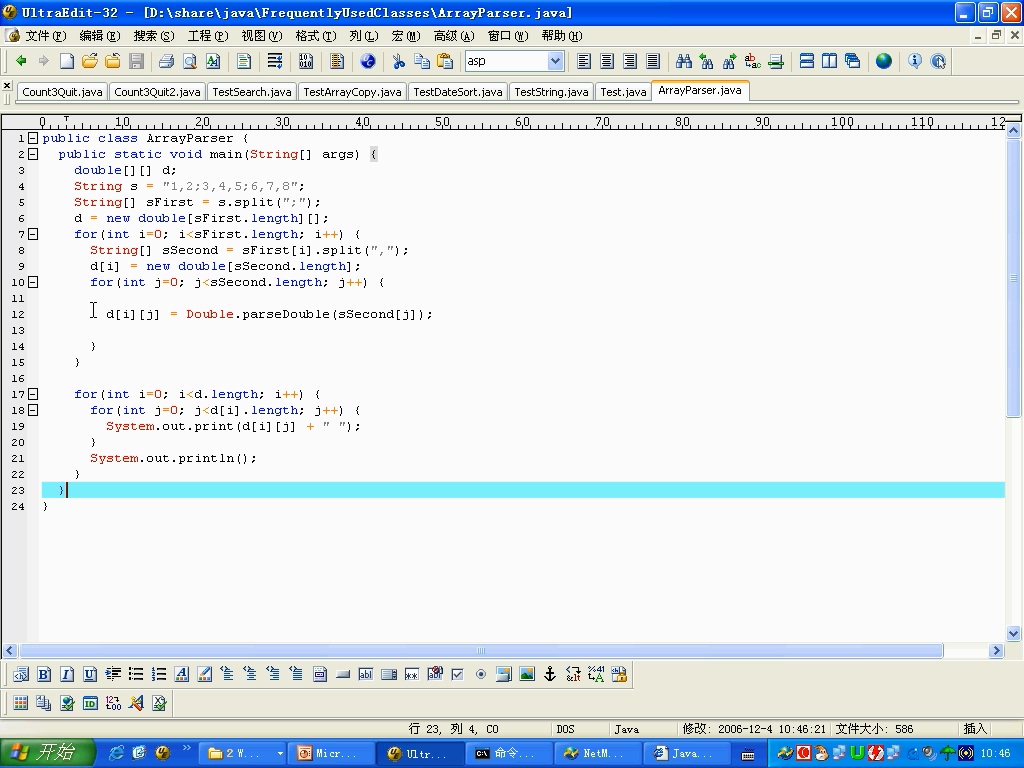 UltraEdit-32 - [D:\share\java\FrequentlyUsedClasses\ArrayParser.java]
文件(F) 编辑(E) 搜索(S) 工程(P) 视图(V) 格式(T) 列(L) 宏(M) 高级(A) 窗口(W) 帮助(H)
asp
Count3Quit.java Count3Quit2.java TestSearch.java TestArrayCopy.java TestDateSort.java TestString.java Test.java ArrayParser.java
0 10 20 30 40 50 60 70 80 90 100 110 12
1 public class ArrayParser {
2 public static void main(String[] args) {
3 double[][] d;
4 String s = "1,2;3,4,5;6,7,8";
5 String[] sFirst = s.split(";");
6 d = new double[sFirst.length][];
7 for(int i=0; i<sFirst.length; i++) {
8 String[] sSecond = sFirst[i].split(",");
9 d[i] = new double[sSecond.length];
10 for(int j=0; j<sSecond.length; j++) {
11
12 d[i][j] = Double.parseDouble(sSecond[j]);
13
14 }
15 }
16
17 for(int i=0; i<d.length; i++) {
18 for(int j=0; j<d[i].length; j++) {
19 System.out.print(d[i][j] + " ");
20 }
21 System.out.println();
22 }
23 }
24 }
行 23, 列 4, C0 DOS Java 修改: 2006-12-4 10:46:21 文件大小: 586 插入
开始 2 W... Micr... Ultr... 命令... NetM... Java... 10:46